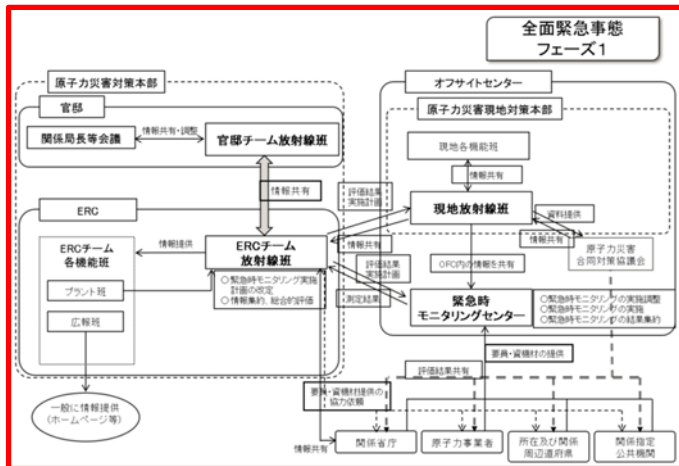 全面緊急事態
フェーズ1
原子力災害対策本部
官邸
関係局長等会議
情報共有・調整
官邸チーム放射線班
情報共有
ERC
ERCチーム
各機能班
プラント班
広報班
情報提供
ERCチーム
放射線班
○緊急時モニタリング実施
計画の改定
○情報集約、総合的評価
一般に情報提供
(ホームページ等)
オフサイトセンター
原子力災害現地対策本部
現地各機能班
情報共有
現地放射線班
評価結果
実施計画
情報共有
評価結果
実施計画
測定結果
資料提供
情報共有
原子力災害
合同対策協議会
OFC内の情報を共有
緊急時
モニタリングセンター
○緊急時モニタリングの実施調整
○緊急時モニタリングの実施
○緊急時モニタリングの結果集約
要員・資機材の提供
評価結果共有
要員・資機材提供の
協力依頼
情報共有
関係省庁
原子力事業者
所在及び関係
周辺道府県
関係指定
公共機関